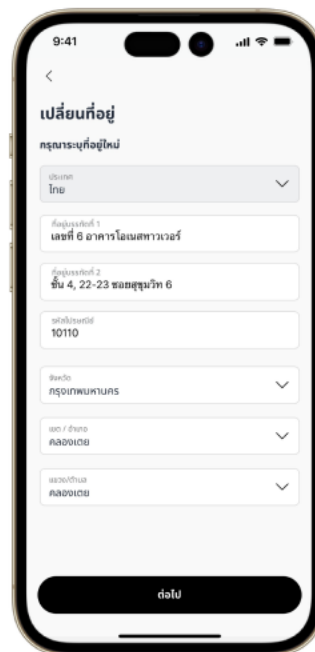 9:41
เปลี่ยนที่อยู่
กรุณาระบุที่อยู่ใหม่
ประเทศ
ไทย
ที่อยู่บรรทัดที่ 1
เลขที่ 6 อาคารโอเนสทาวเวอร์
ที่อยู่บรรทัดที่ 2
ชั้น 4, 22-23 ซอยสุขุมวิท 6
รหัสไปรษณีย์
10110
จังหวัด
กรุงเทพมหานคร
เขต / อำเภอ
คลองเตย
แขวง/ตำบล
คลองเตย
ต่อไป